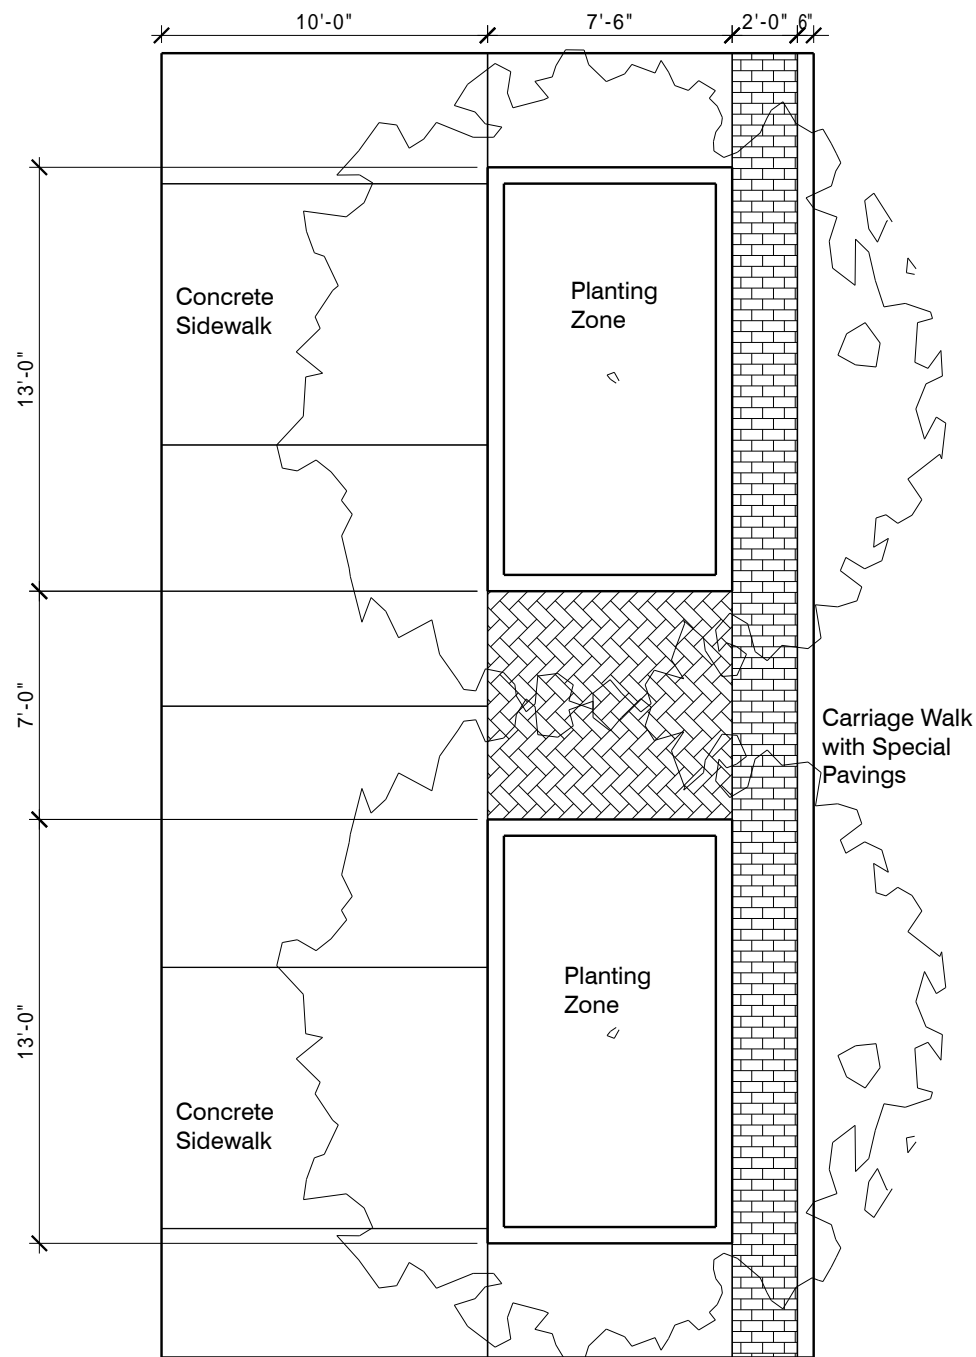 10'-0"
7'-6"
2'-0"
6"
Concrete
Sidewalk
Planting
Zone
13'-0"
7'-0"
Carriage Walk
with Special
Pavings
Planting
Zone
13'-0"
Concrete
Sidewalk